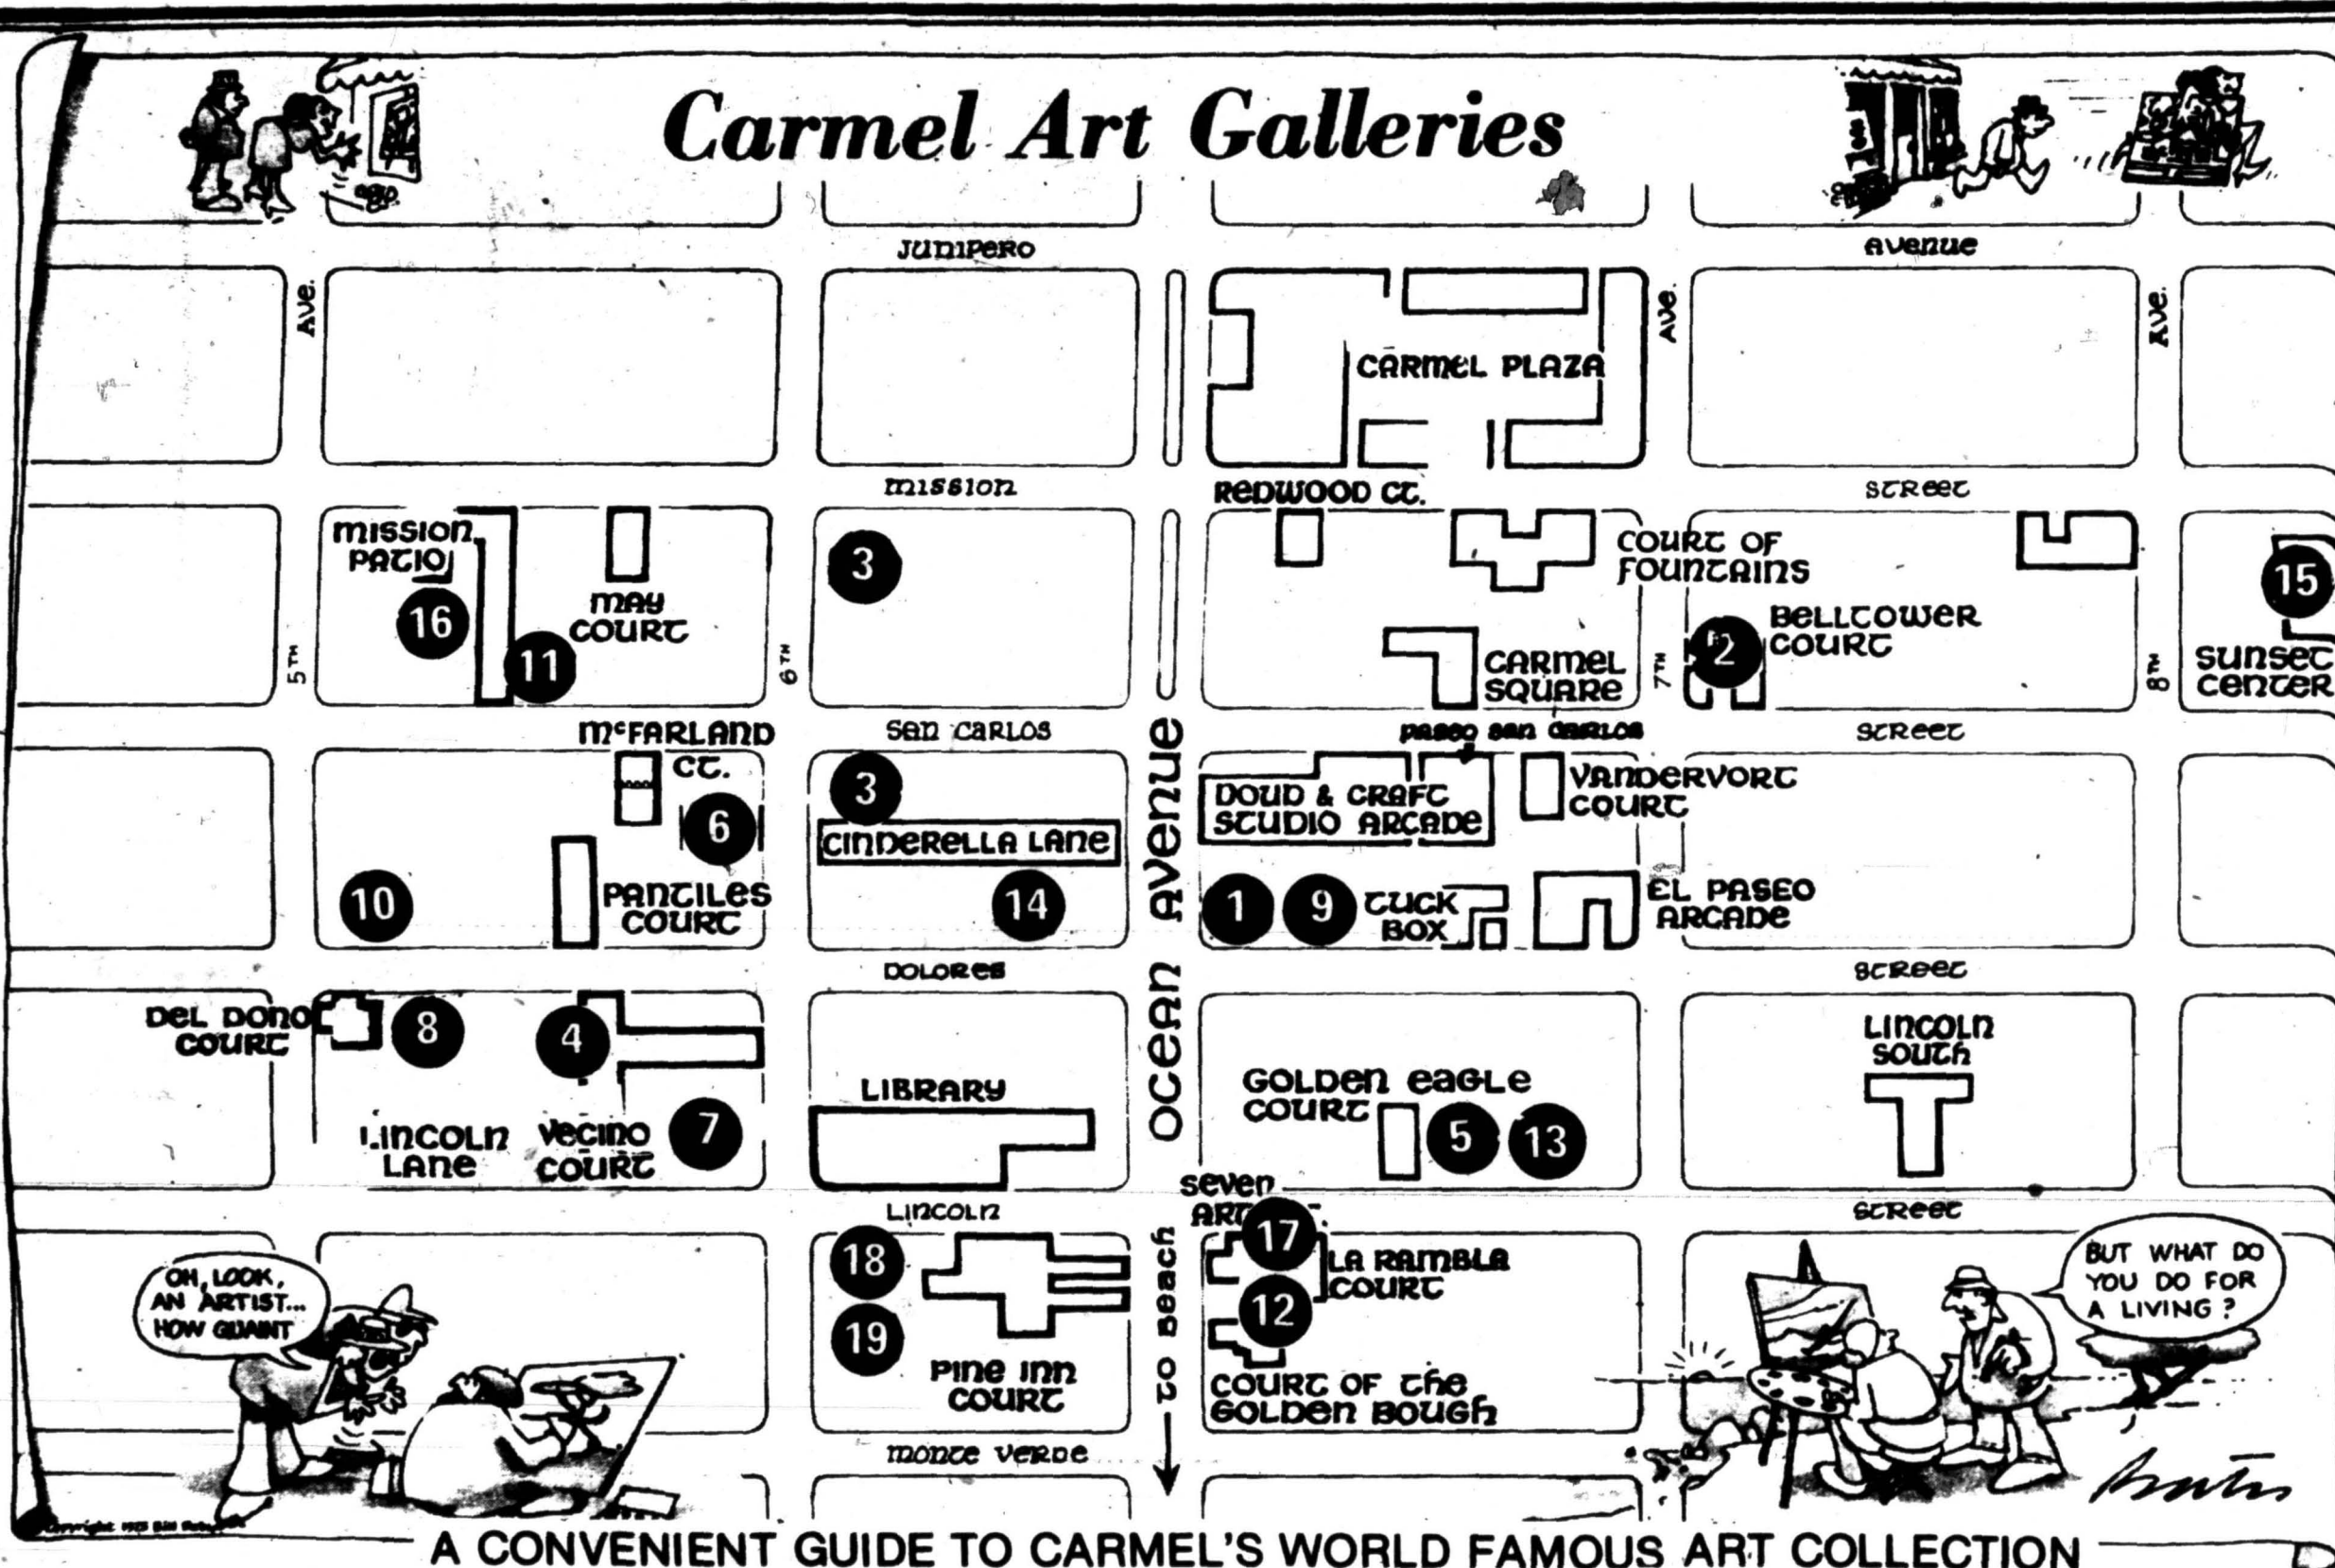 Carmel Art Galleries
JUNIPERO
AVENUE
AVE.
AVE.
AVE.
CARMEL PLAZA
MISSION
REDWOOD CT.
STREET
MISSION
PATIO
3
COURT OF
FOUNTAINS
15
MAY
COURT
16
11
BELLTOWER
COURT
2
5TH
6TH
CARMEL
SQUARE
7TH
8TH
SUNSET
CENTER
McFARLAND
CT.
SAN CARLOS
PASEO SAN CARLOS
STREET
3
DOUD & CRAFT
STUDIO ARCADE
VANDERVORT
COURT
6
CINDERELLA LANE
10
PANTILES
COURT
14
1
9
TUCK
BOX
EL PASEO
ARCADE
OCEAN AVENUE
DOLORES
STREET
DEL DONO
COURT
8
4
LINCOLN
SOUTH
LIBRARY
GOLDEN EAGLE
COURT
5
13
LINCOLN
LANE
VECINO
COURT
7
SEVEN
ART
LINCOLN
STREET
17
18
LA RAMBLA
COURT
12
19
TO BEACH
PINE INN
COURT
COURT OF THE
GOLDEN BOUGH
OH, LOOK,
AN ARTIST...
HOW QUAINT
BUT WHAT DO
YOU DO FOR
A LIVING?
MONTE VERDE
A CONVENIENT GUIDE TO CARMEL'S WORLD FAMOUS ART COLLECTION